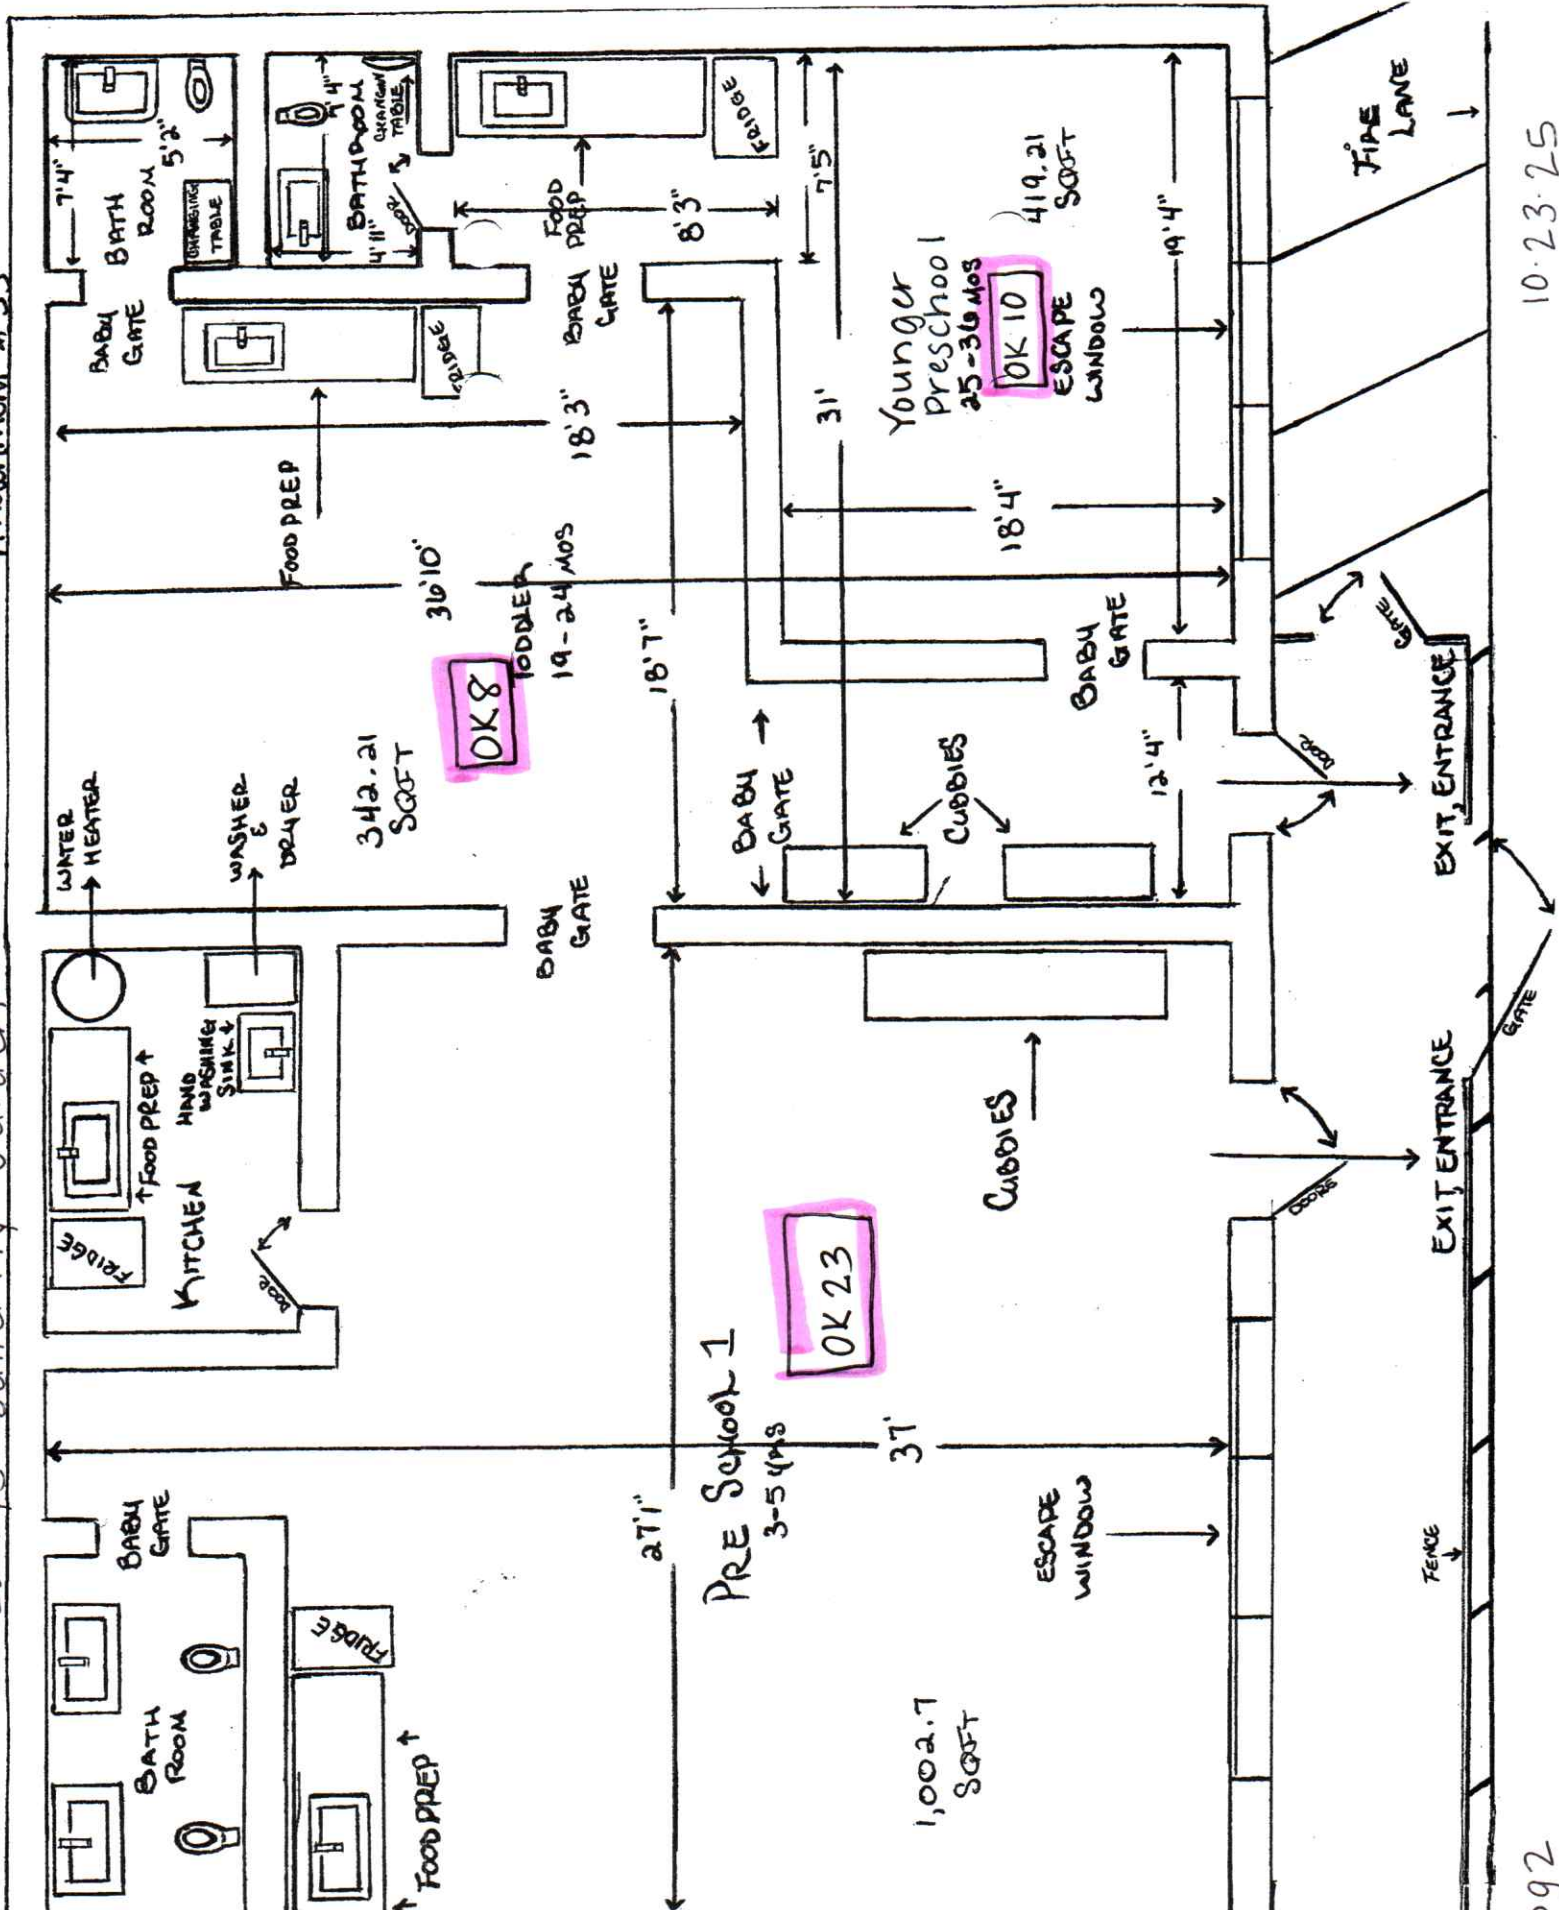 10.23.25
FIRE
LANE
419.21
SQFT
Younger
Preschool
25-36 MOS
OK 10
ESCAPE
WINDOW
19'4"
18'4"
31'
7'5"
FRIDGE
8'3"
FOOD
PREP
BABY
GATE
BATHROOM
CHANGING
TABLE
7'4"
4'11"
DOOR
BATH
ROOM
5'2"
7'4"
CHANGING
TABLE
BABY
GATE
FRIDGE
FOOD PREP
18'3"
36'10"
TODDLER
19-24 MOS
OK 8
342.21
SQFT
18'7"
BABY
GATE
BABY
GATE
CUBBIES
12'4"
DOOR
GATE
EXIT, ENTRANCE
WATER
HEATER
WASHER
&
DRYER
BABY
GATE
HAND
WASHING
SINK
FOOD PREP
KITCHEN
FRIDGE
DOOR
CUBBIES
DOORS
EXIT, ENTRANCE
GATE
OK 23
PRE SCHOOL 1
3-5 YRS
37'
27'1"
ESCAPE
WINDOW
FENCE
BABY
GATE
FRIDGE
BATH
ROOM
FOOD PREP
1,002.7
SQFT